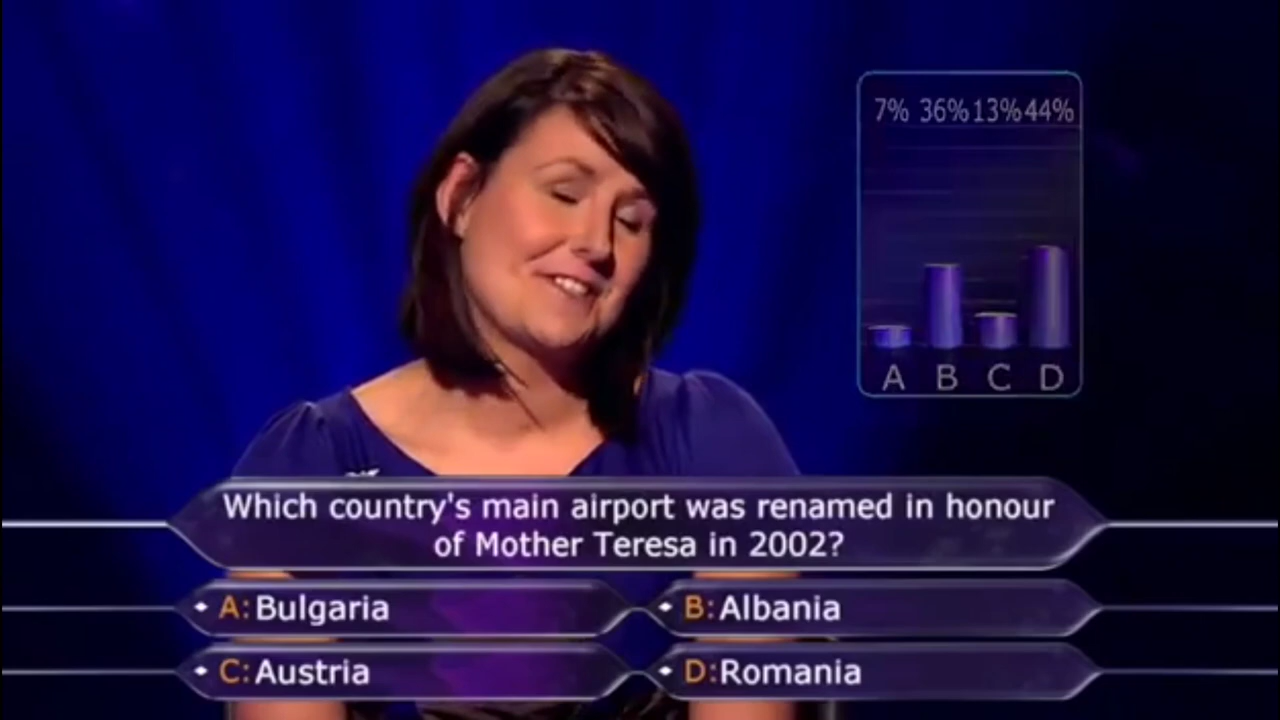 7% 36% 13% 44%
A B C D
Which country's main airport was renamed in honour
of Mother Teresa in 2002?
A: Bulgaria
B: Albania
C: Austria
D: Romania